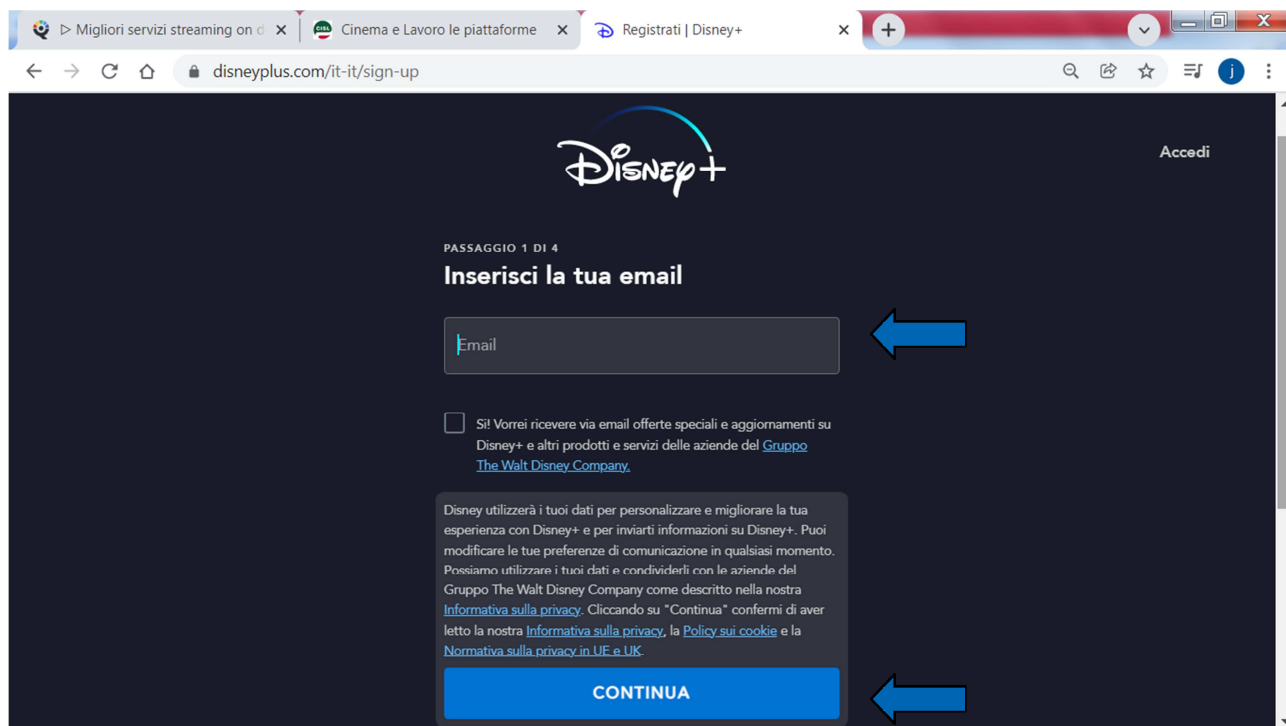 ▷ Migliori servizi streaming on d
CISL Cinema e Lavoro le piattaforme
Registrati | Disney+
disneyplus.com/it-it/sign-up
j
Disney+
Accedi
PASSAGGIO 1 DI 4
Inserisci la tua email
Email
Sì! Vorrei ricevere via email offerte speciali e aggiornamenti su
Disney+ e altri prodotti e servizi delle aziende del Gruppo
The Walt Disney Company.
Disney utilizzerà i tuoi dati per personalizzare e migliorare la tua
esperienza con Disney+ e per inviarti informazioni su Disney+. Puoi
modificare le tue preferenze di comunicazione in qualsiasi momento.
Possiamo utilizzare i tuoi dati e condividerli con le aziende del
Gruppo The Walt Disney Company come descritto nella nostra
Informativa sulla privacy. Cliccando su "Continua" confermi di aver
letto la nostra Informativa sulla privacy, la Policy sui cookie e la
Normativa sulla privacy in UE e UK.
CONTINUA